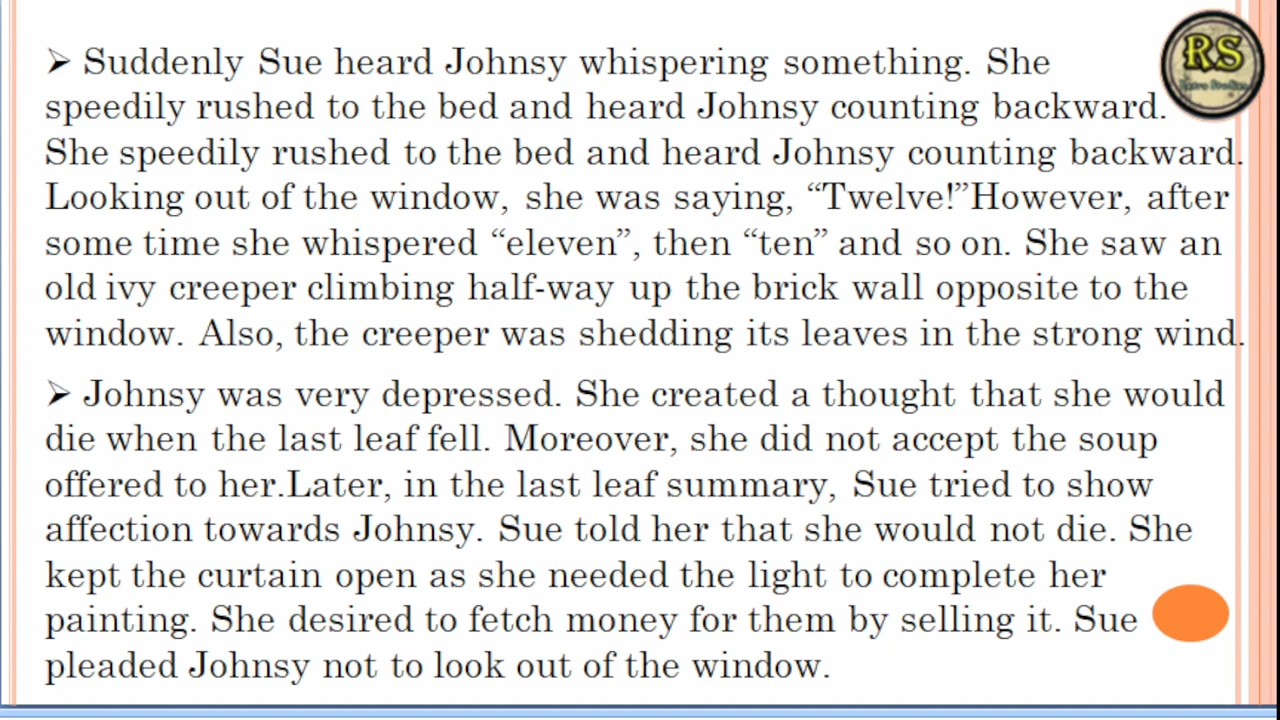 ➢ Suddenly Sue heard Johnsy whispering something. She
speedily rushed to the bed and heard Johnsy counting backward.
She speedily rushed to the bed and heard Johnsy counting backward.
Looking out of the window, she was saying, “Twelve!”However, after
some time she whispered “eleven”, then “ten” and so on. She saw an
old ivy creeper climbing half-way up the brick wall opposite to the
window. Also, the creeper was shedding its leaves in the strong wind.
➢ Johnsy was very depressed. She created a thought that she would
die when the last leaf fell. Moreover, she did not accept the soup
offered to her.Later, in the last leaf summary, Sue tried to show
affection towards Johnsy. Sue told her that she would not die. She
kept the curtain open as she needed the light to complete her
painting. She desired to fetch money for them by selling it. Sue
pleaded Johnsy not to look out of the window.
RS